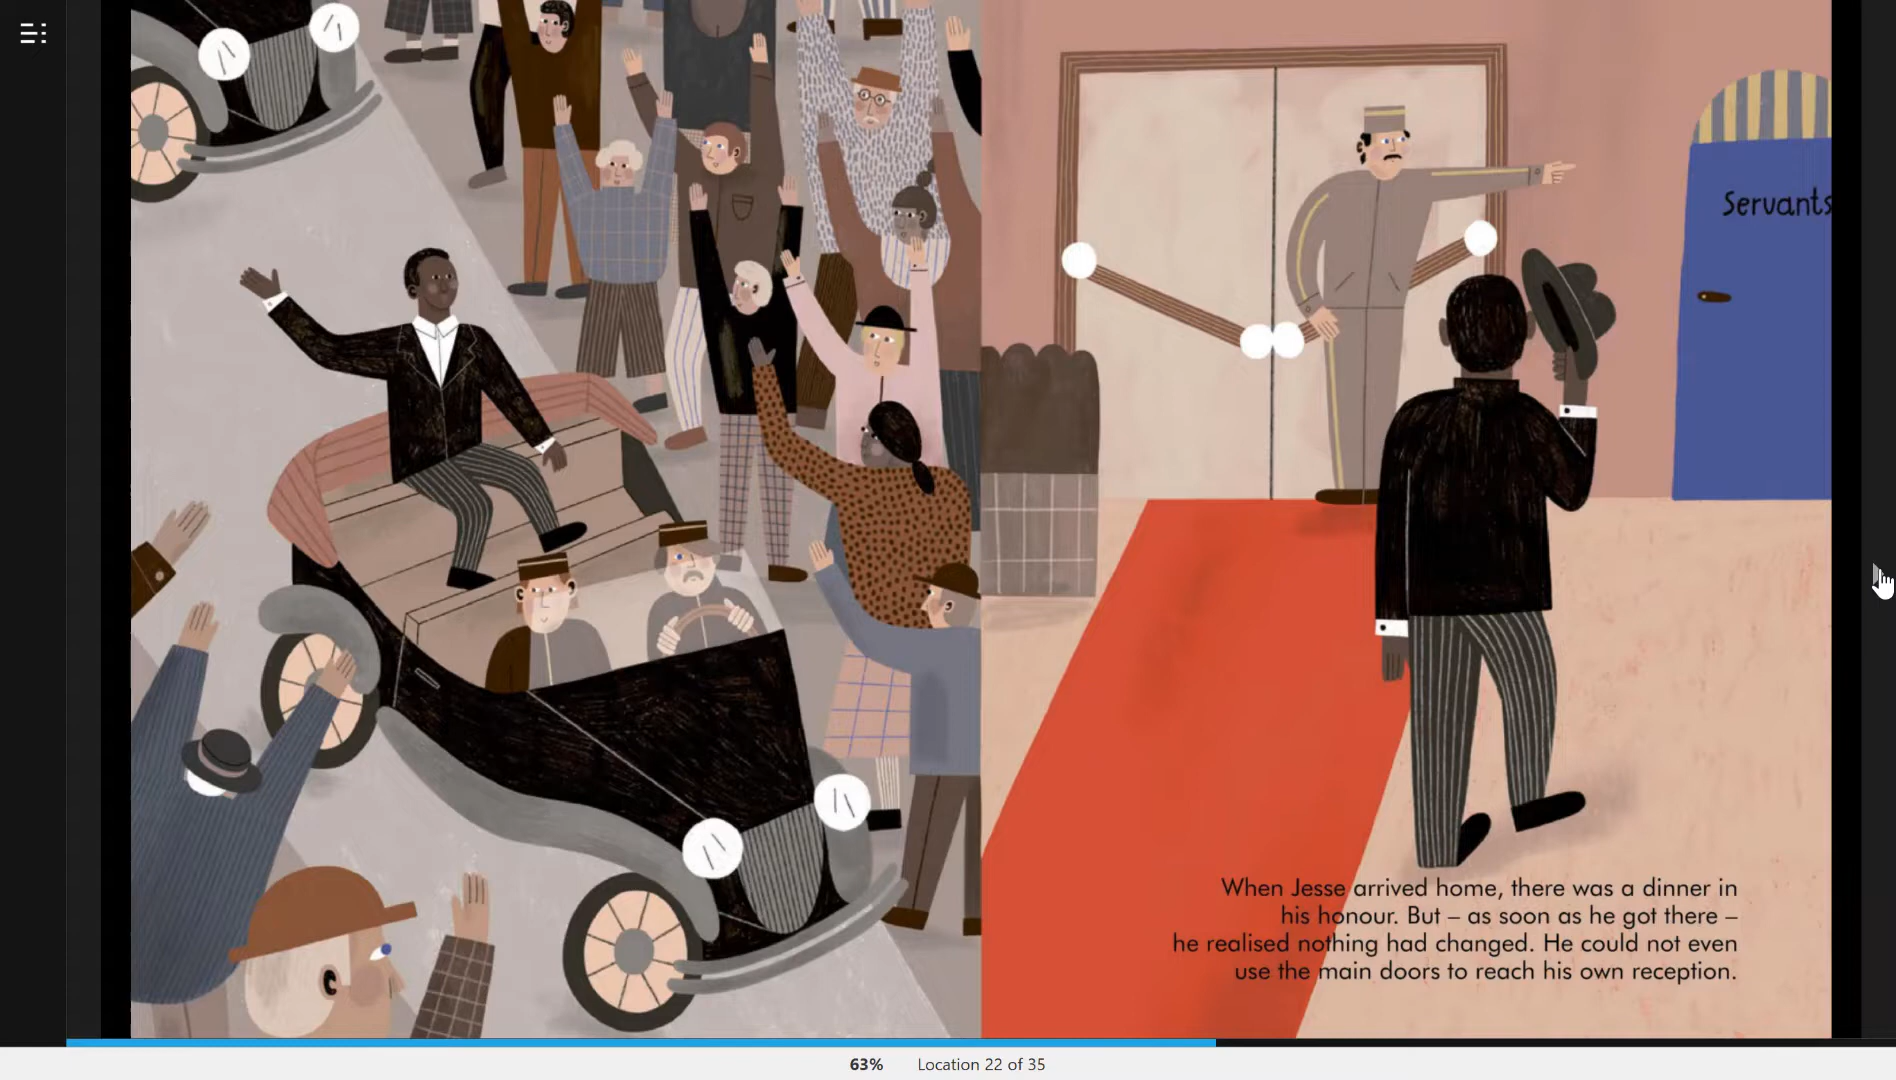 Servants
When Jesse arrived home, there was a dinner in
his honour. But – as soon as he got there –
he realised nothing had changed. He could not even
use the main doors to reach his own reception.
63% Location 22 of 35